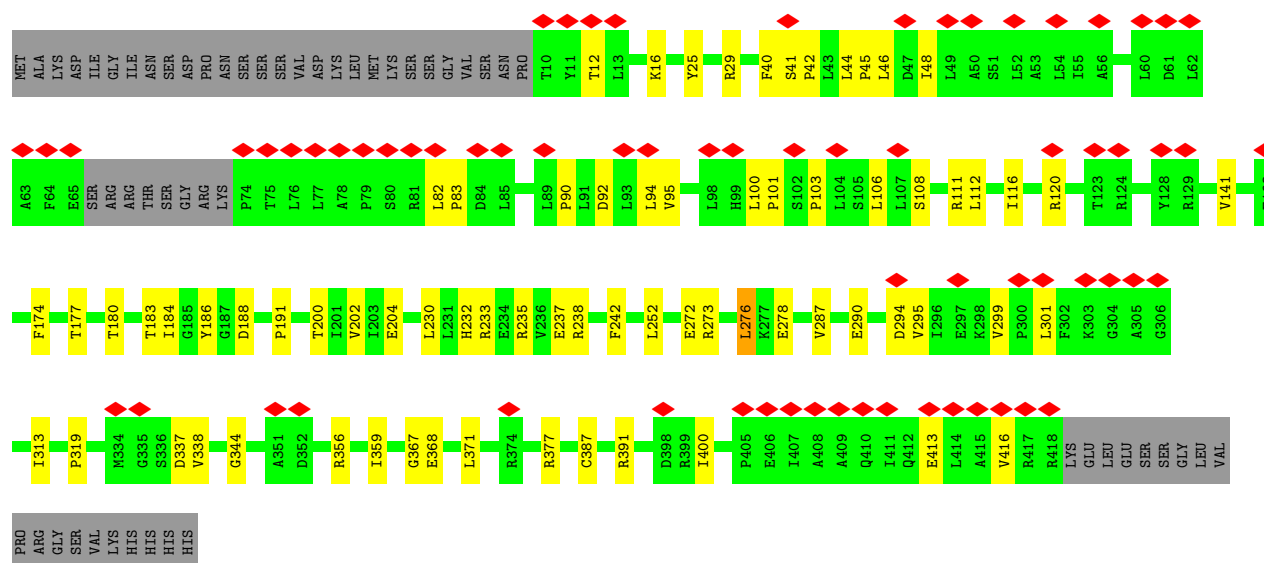 MET ALA LYS ASP ILE GLY ILE ASN SER ASP PRO ASN SER SER SER VAL ASP LYS LEU MET LYS SER SER GLY VAL SER ASN PRO T10 Y11 T12 L13 K16 Y25 R29 F40 S41 P42 L43 L44 P45 L46 D47 I48 L49 A50 S51 L52 A53 L54 I55 A56 L60 D61 L62
A63 F64 E65 SER ARG ARG THR SER GLY ARG LYS P74 T75 L76 L77 A78 P79 S80 R81 L82 P83 D84 L85 L89 P90 L91 D92 L93 L94 V95 L98 H99 L100 P101 S102 P103 L104 S105 L106 L107 S108 R111 L112 I116 R120 T123 R124 Y128 R129 V141
F174 T177 T180 T183 I184 G185 Y186 G187 D188 P191 T200 I201 V202 I203 E204 L230 L231 H232 R233 E234 R235 V236 E237 R238 F242 L252 E272 R273 L276 K277 E278 V287 E290 D294 V295 I296 E297 K298 V299 P300 L301 F302 K303 G304 A305 G306
I313 P319 M334 G335 S336 D337 V338 G344 A351 D352 R356 I359 G367 E368 L371 R374 R377 C387 R391 D398 R399 I400 P405 E406 I407 A408 A409 Q410 I411 Q412 E413 L414 A415 V416 R417 R418 LYS GLU LEU GLU SER SER GLY LEU VAL
PRO ARG GLY SER VAL LYS HIS HIS HIS HIS